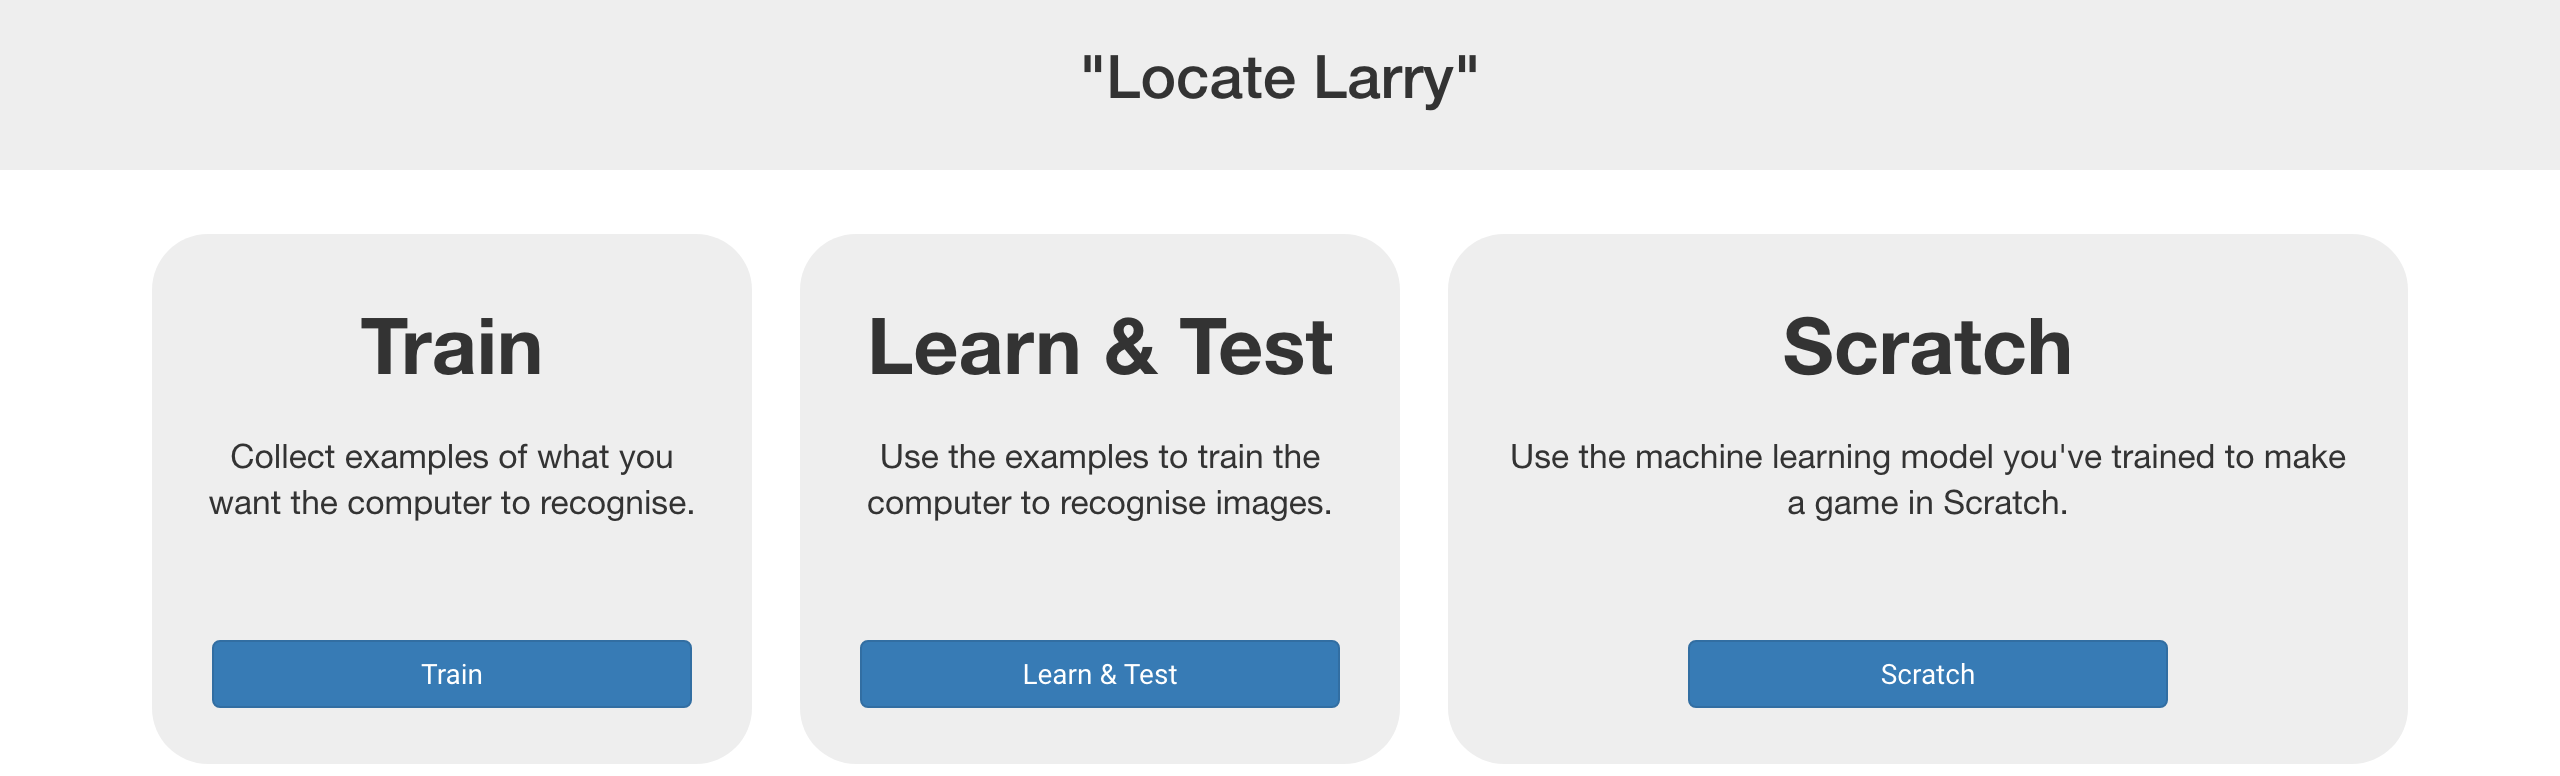 "Locate Larry"
Train
Collect examples of what you
want the computer to recognise.
Train
Learn & Test
Use the examples to train the
computer to recognise images.
Learn & Test
Scratch
Use the machine learning model you've trained to make
a game in Scratch.
Scratch